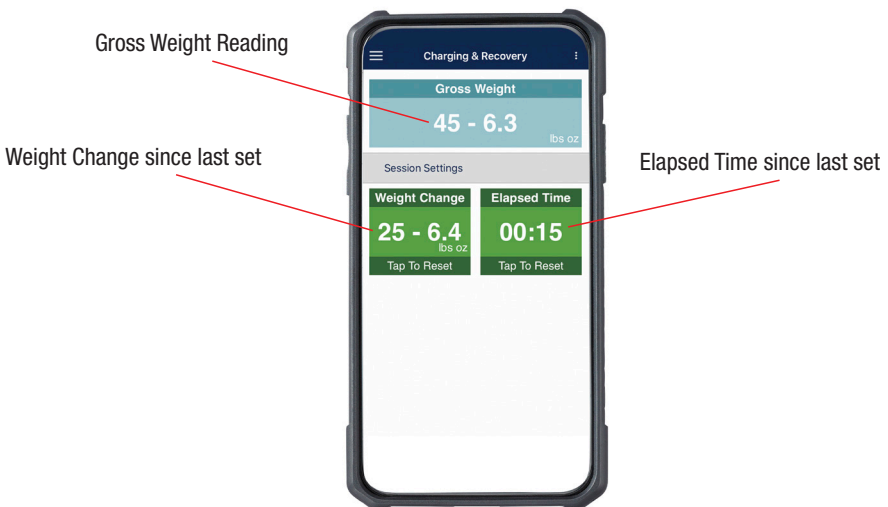 Gross Weight Reading
Charging & Recovery
Gross Weight
45 - 6.3
lbs oz
Weight Change since last set
Session Settings
Elapsed Time since last set
Weight Change
Elapsed Time
25 - 6.4
lbs oz
00:15
Tap To Reset
Tap To Reset